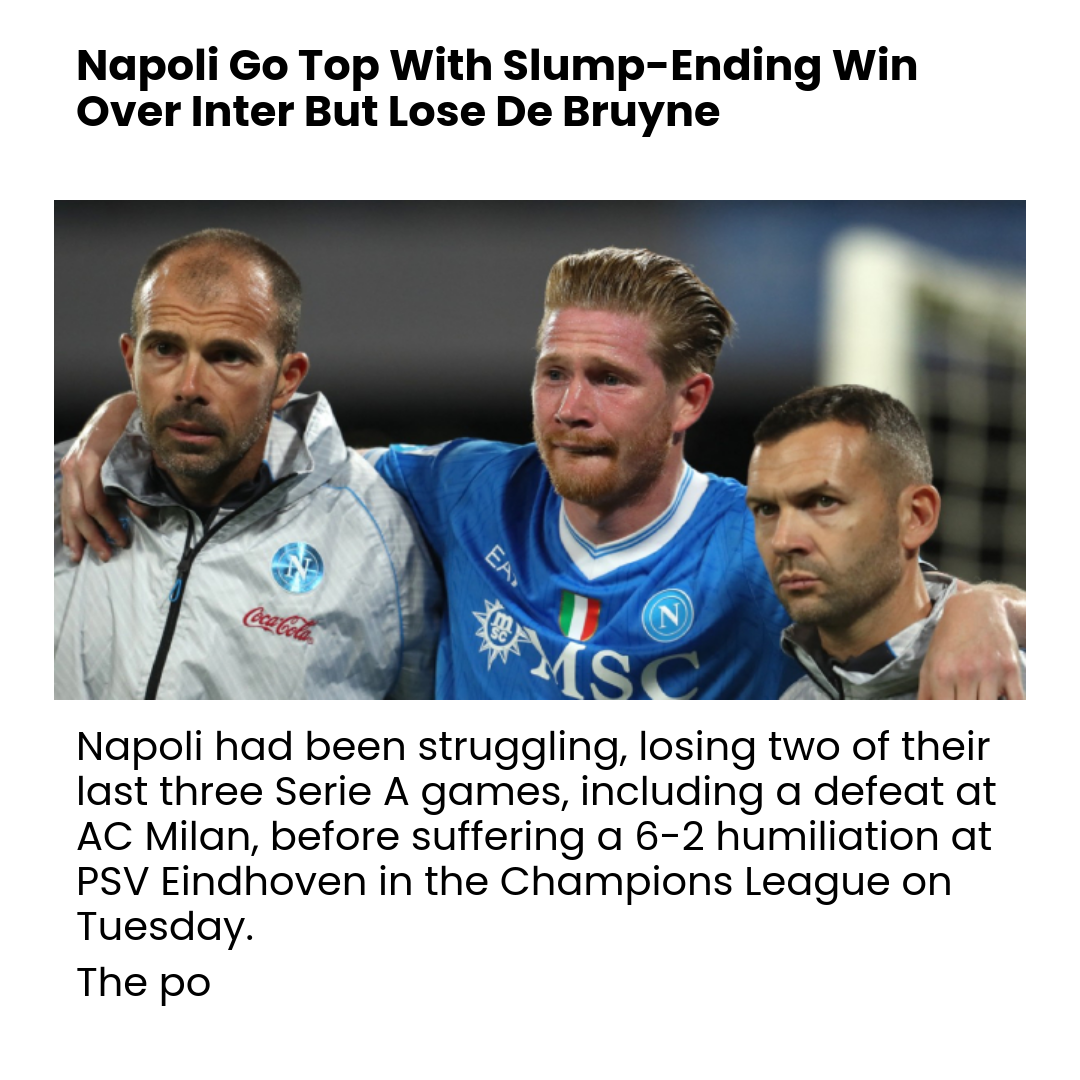 Napoli Go Top With Slump-Ending Win
Over Inter But Lose De Bruyne
EA
N
Coca-Cola
N
msc
MSC
Napoli had been struggling, losing two of their
last three Serie A games, including a defeat at
AC Milan, before suffering a 6-2 humiliation at
PSV Eindhoven in the Champions League on
Tuesday.
The po